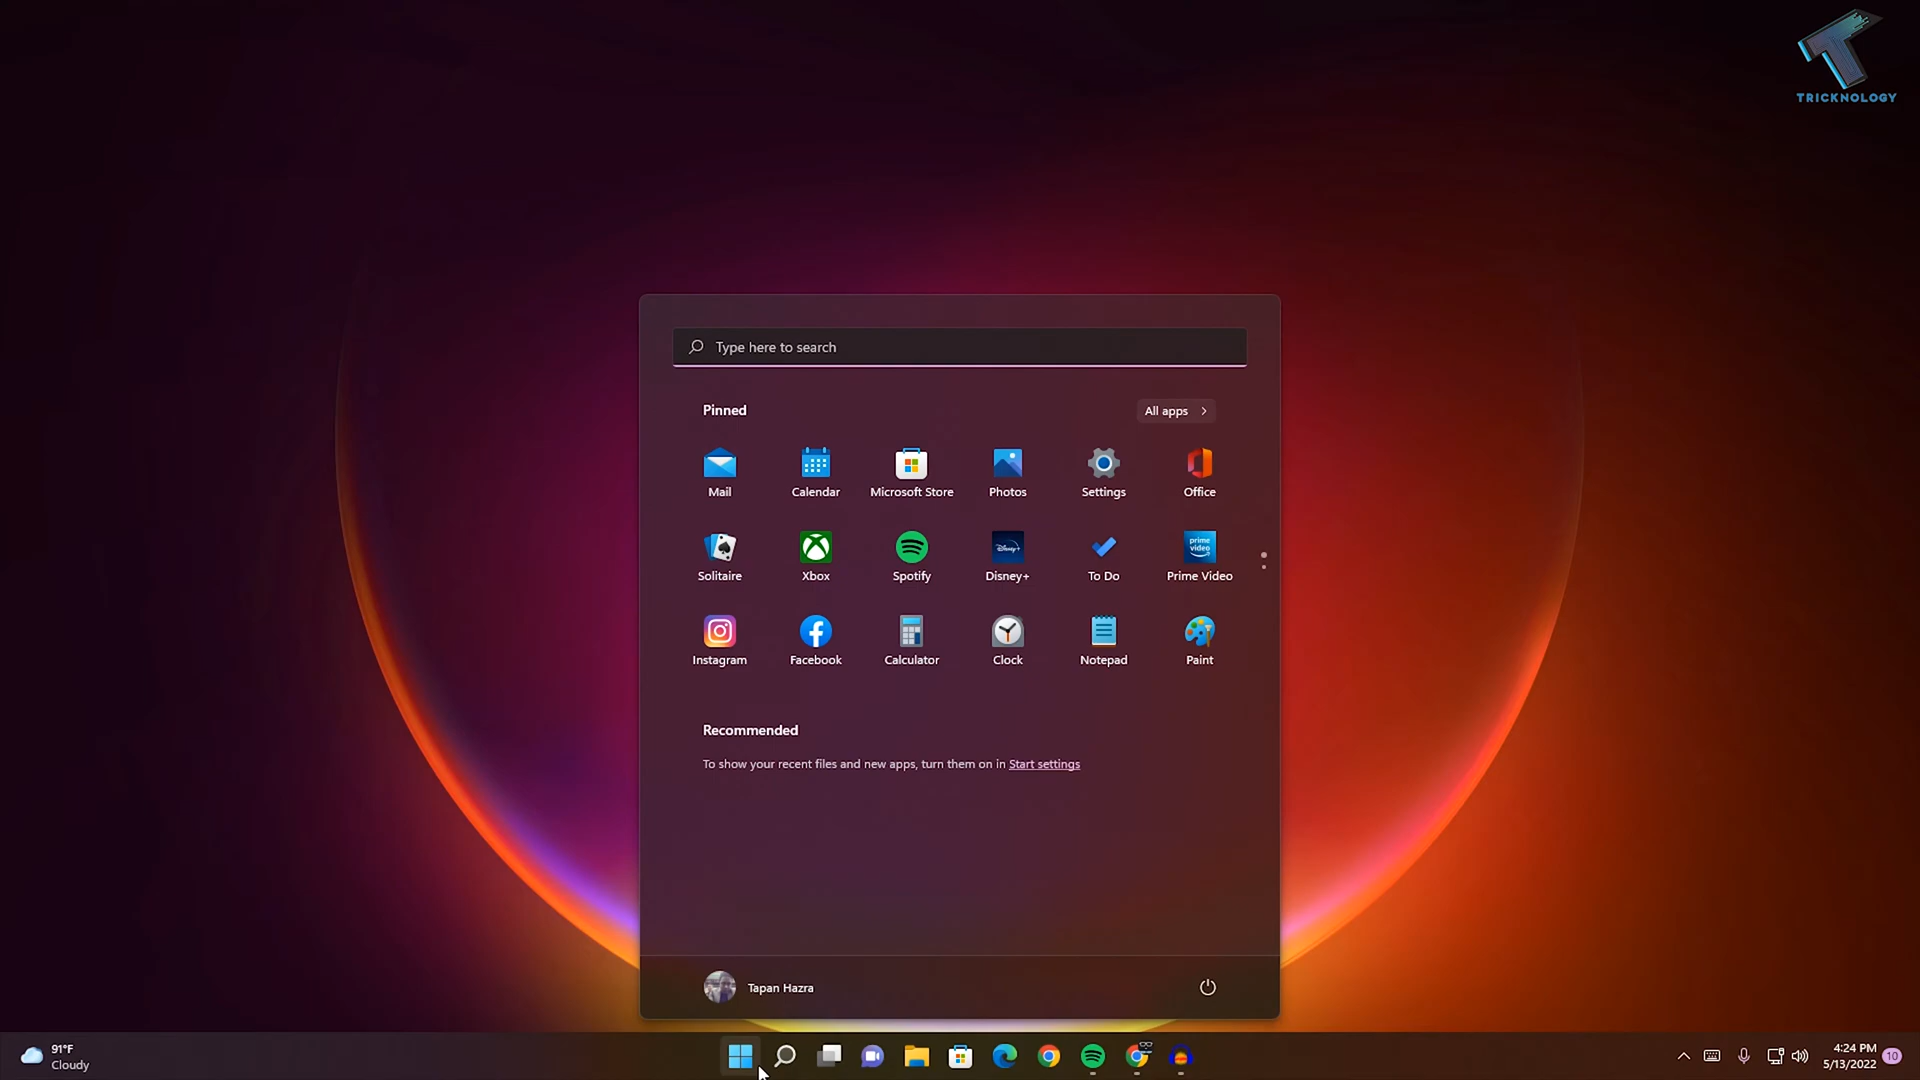 TRICKNOLOGY
Type here to search
Pinned
All apps
Mail
Calendar
Microsoft Store
Photos
Settings
Office
Solitaire
Xbox
Spotify
Disney+
To Do
prime video
Prime Video
Instagram
Facebook
Calculator
Clock
Notepad
Paint
Recommended
To show your recent files and new apps, turn them on in Start settings
Tapan Hazra
91°F
Cloudy
4:24 PM
5/13/2022
10